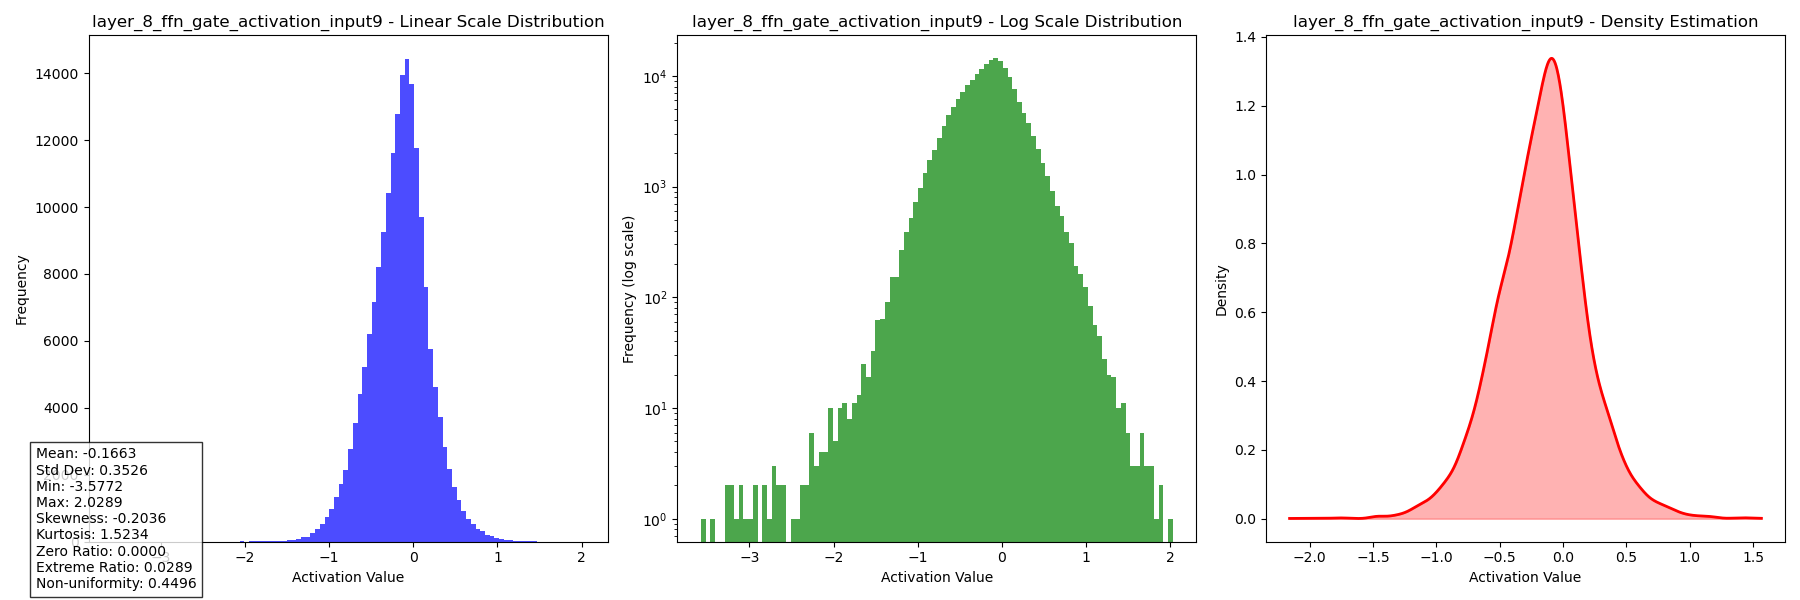 layer_8_ffn_gate_activation_input9 - Linear Scale Distribution
14000
12000
10000
8000
6000
4000
2000
0
Frequency
−3
−2
−1
0
1
2
Activation Value
Mean: -0.1663
Std Dev: 0.3526
Min: -3.5772
Max: 2.0289
Skewness: -0.2036
Kurtosis: 1.5234
Zero Ratio: 0.0000
Extreme Ratio: 0.0289
Non-uniformity: 0.4496
layer_8_ffn_gate_activation_input9 - Log Scale Distribution
10⁴
10³
10²
10¹
10⁰
Frequency (log scale)
−3
−2
−1
0
1
2
Activation Value
layer_8_ffn_gate_activation_input9 - Density Estimation
1.4
1.2
1.0
0.8
0.6
0.4
0.2
0.0
Density
−2.0
−1.5
−1.0
−0.5
0.0
0.5
1.0
1.5
Activation Value